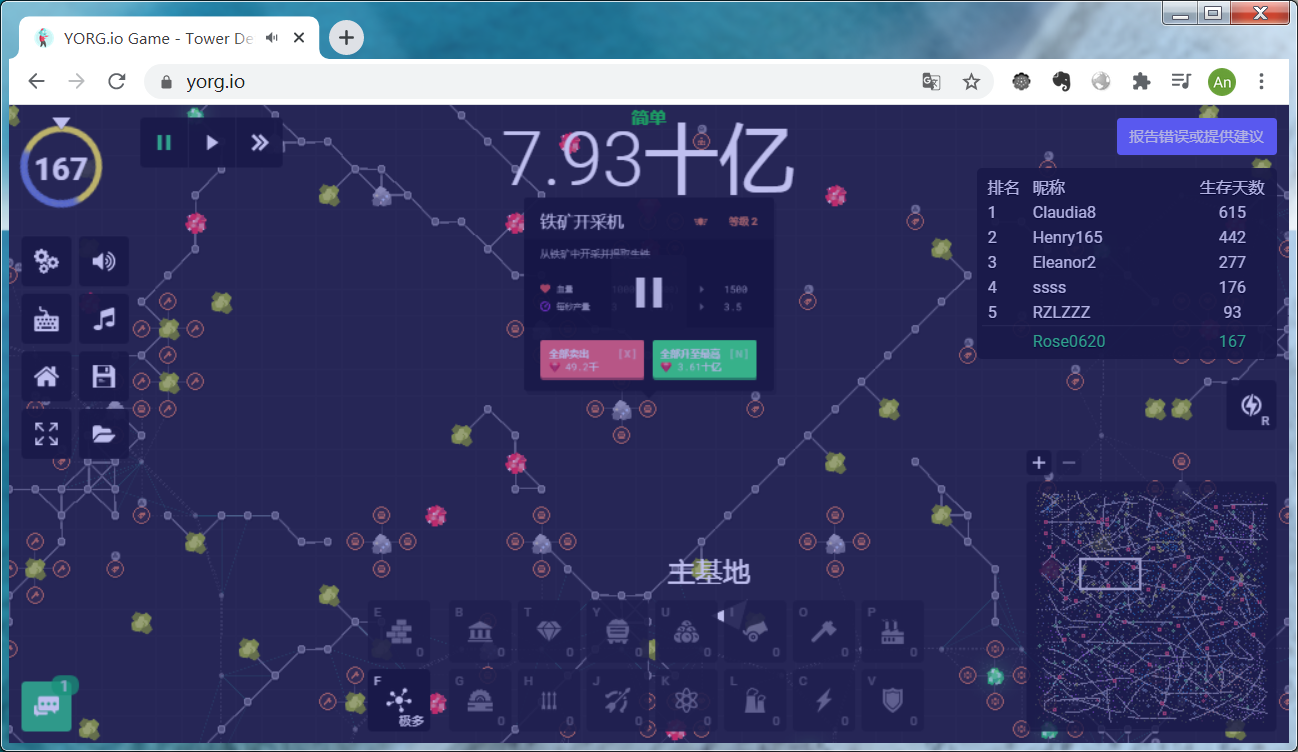 YORG.io Game - Tower De
yorg.io
An
167
简单
7.93十亿
报告错误或提供建议
排名 昵称 生存天数
1 Claudia8 615
2 Henry165 442
3 Eleanor2 277
4 ssss 176
5 RZLZZZ 93
Rose0620 167
铁矿开采机 等级 2
从铁矿中开采并提取生铁
血量 1500
每秒产量 3.5
全部卖出 [X]
49.2千
全部升至最高 [N]
3.61十亿
R
主基地
E 0 B 0 T 0 Y 0 U 0 I 0 O 0 P 0
F 极多 G 0 H 0 J 0 K 0 L 0 C 0 V 0
1